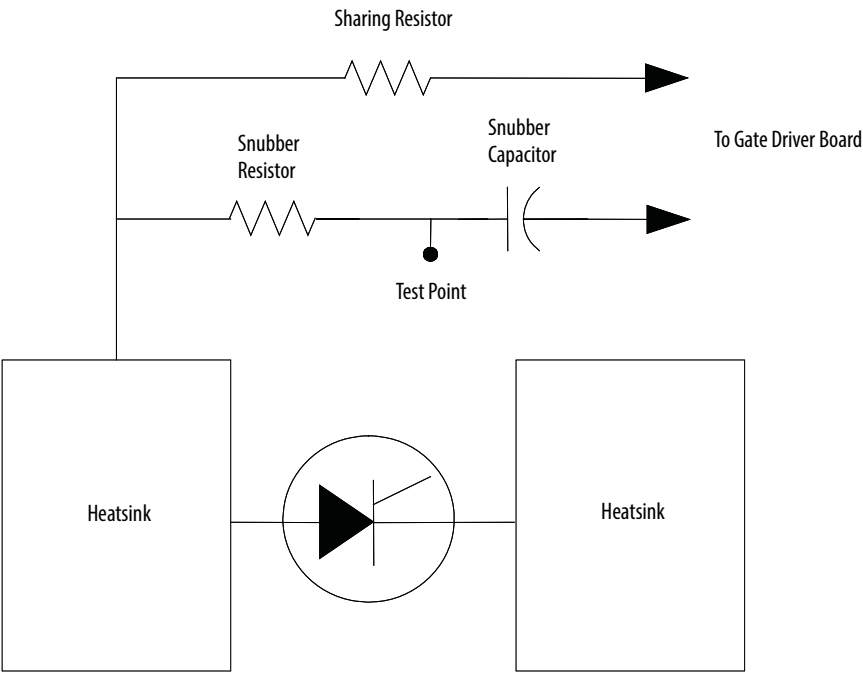 Sharing Resistor
Snubber
Resistor
Snubber
Capacitor
To Gate Driver Board
Test Point
Heatsink
Heatsink